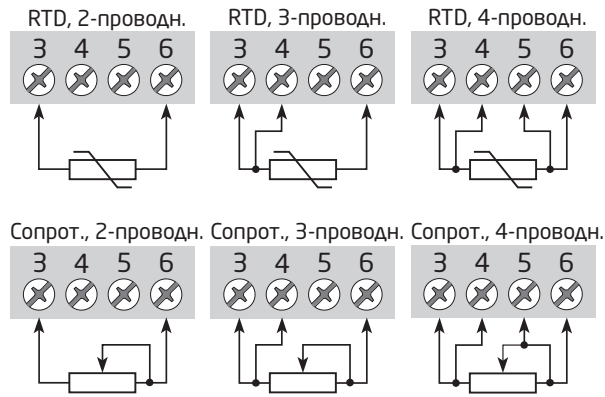 RTD, 2-проводн. RTD, 3-проводн. RTD, 4-проводн.
3 4 5 6 3 4 5 6 3 4 5 6
Сопрот., 2-проводн. Сопрот., 3-проводн. Сопрот., 4-проводн.
3 4 5 6 3 4 5 6 3 4 5 6